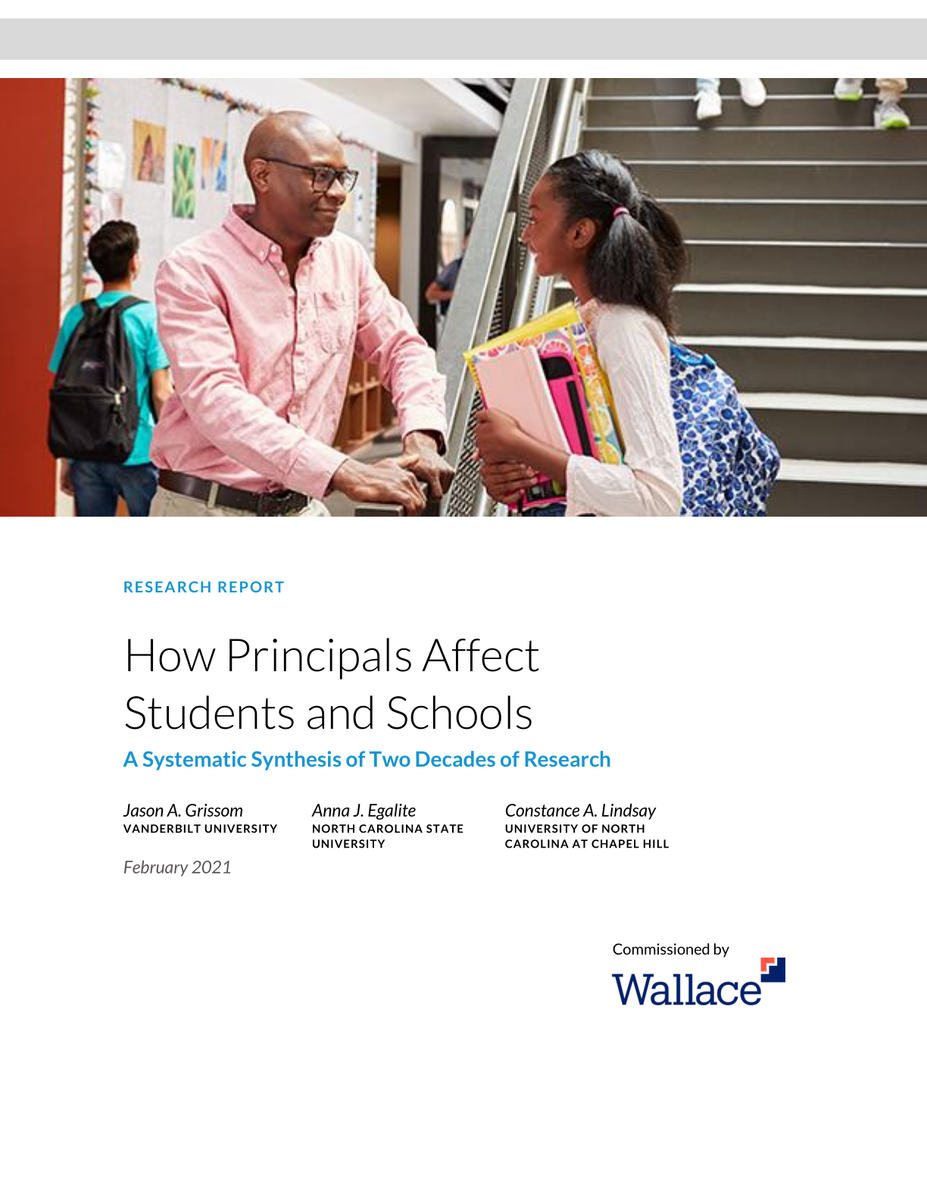 RESEARCH REPORT
How Principals Affect
Students and Schools
A Systematic Synthesis of Two Decades of Research
Jason A. Grissom
VANDERBILT UNIVERSITY
Anna J. Egalite
NORTH CAROLINA STATE
UNIVERSITY
Constance A. Lindsay
UNIVERSITY OF NORTH
CAROLINA AT CHAPEL HILL
February 2021
Commissioned by
Wallace